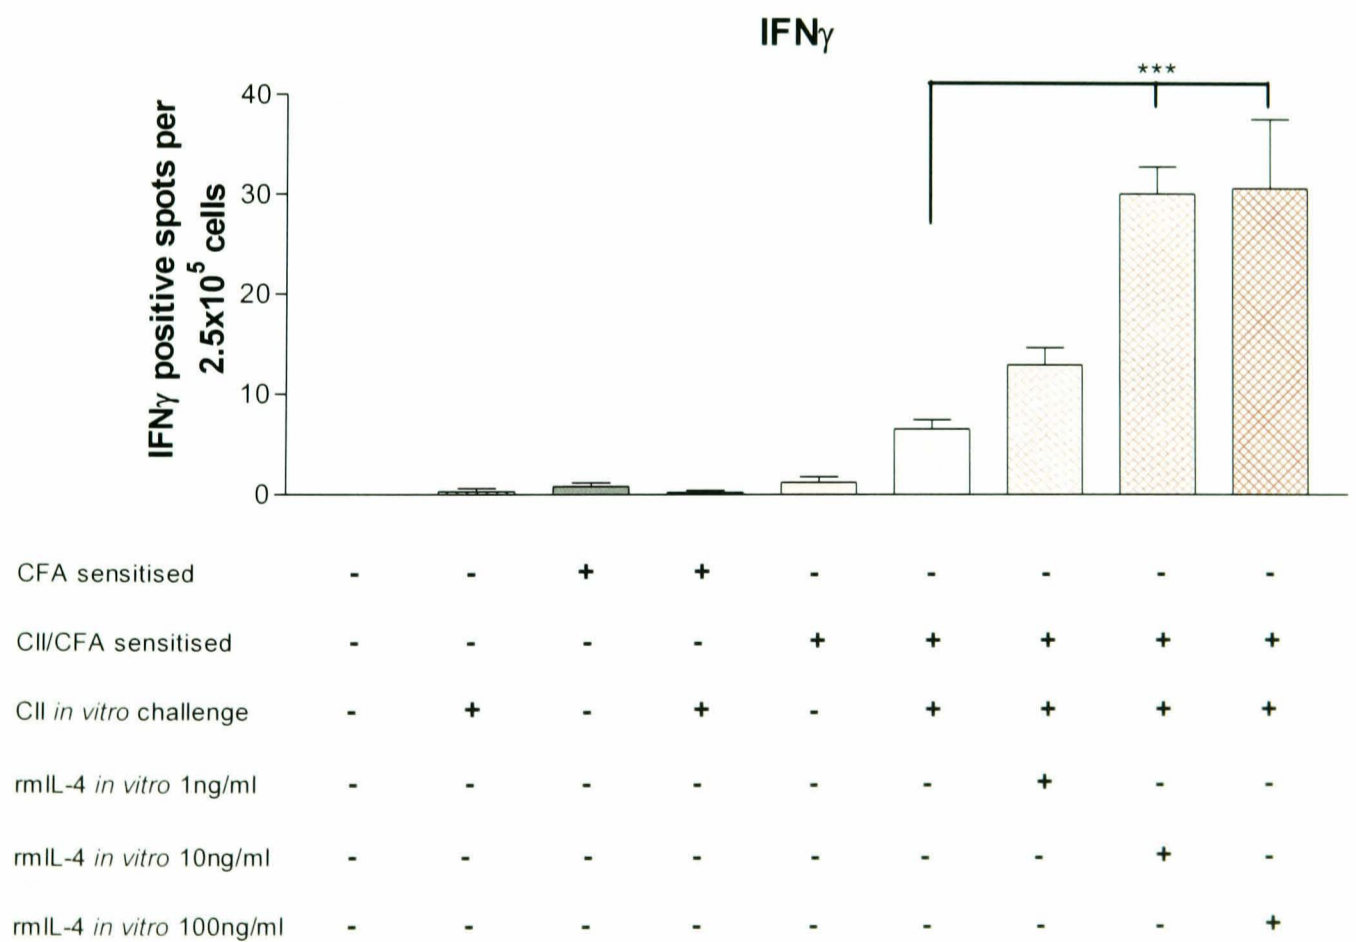 IFNγ
***
40
30
20
10
0
IFNγ positive spots per
2.5x10⁵ cells
CFA sensitised - - + + - - - - -
CII/CFA sensitised - - - - + + + + +
CII in vitro challenge - + - + - + + + +
rmIL-4 in vitro 1ng/ml - - - - - - + - -
rmIL-4 in vitro 10ng/ml - - - - - - - + -
rmIL-4 in vitro 100ng/ml - - - - - - - - +